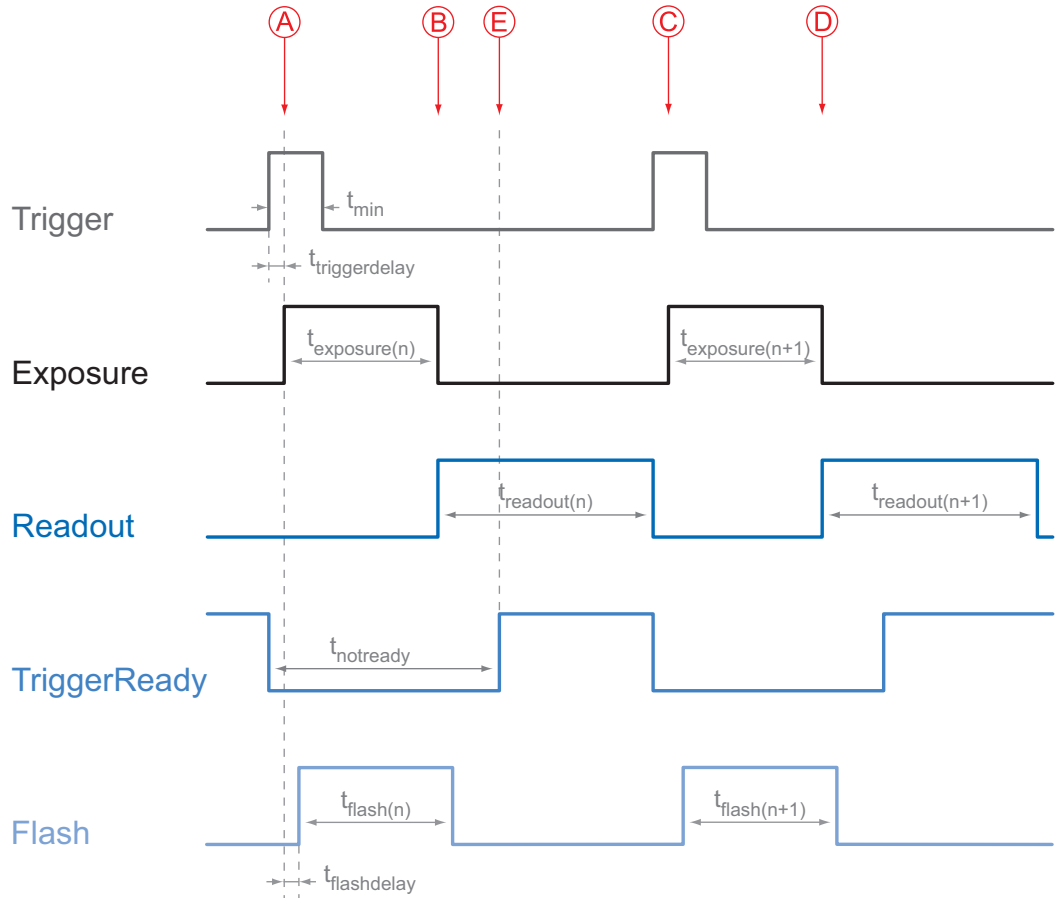 A B E C D
Trigger
t_min
t_triggerdelay
Exposure
t_exposure(n)
t_exposure(n+1)
Readout
t_readout(n)
t_readout(n+1)
TriggerReady
t_notready
Flash
t_flash(n)
t_flash(n+1)
t_flashdelay